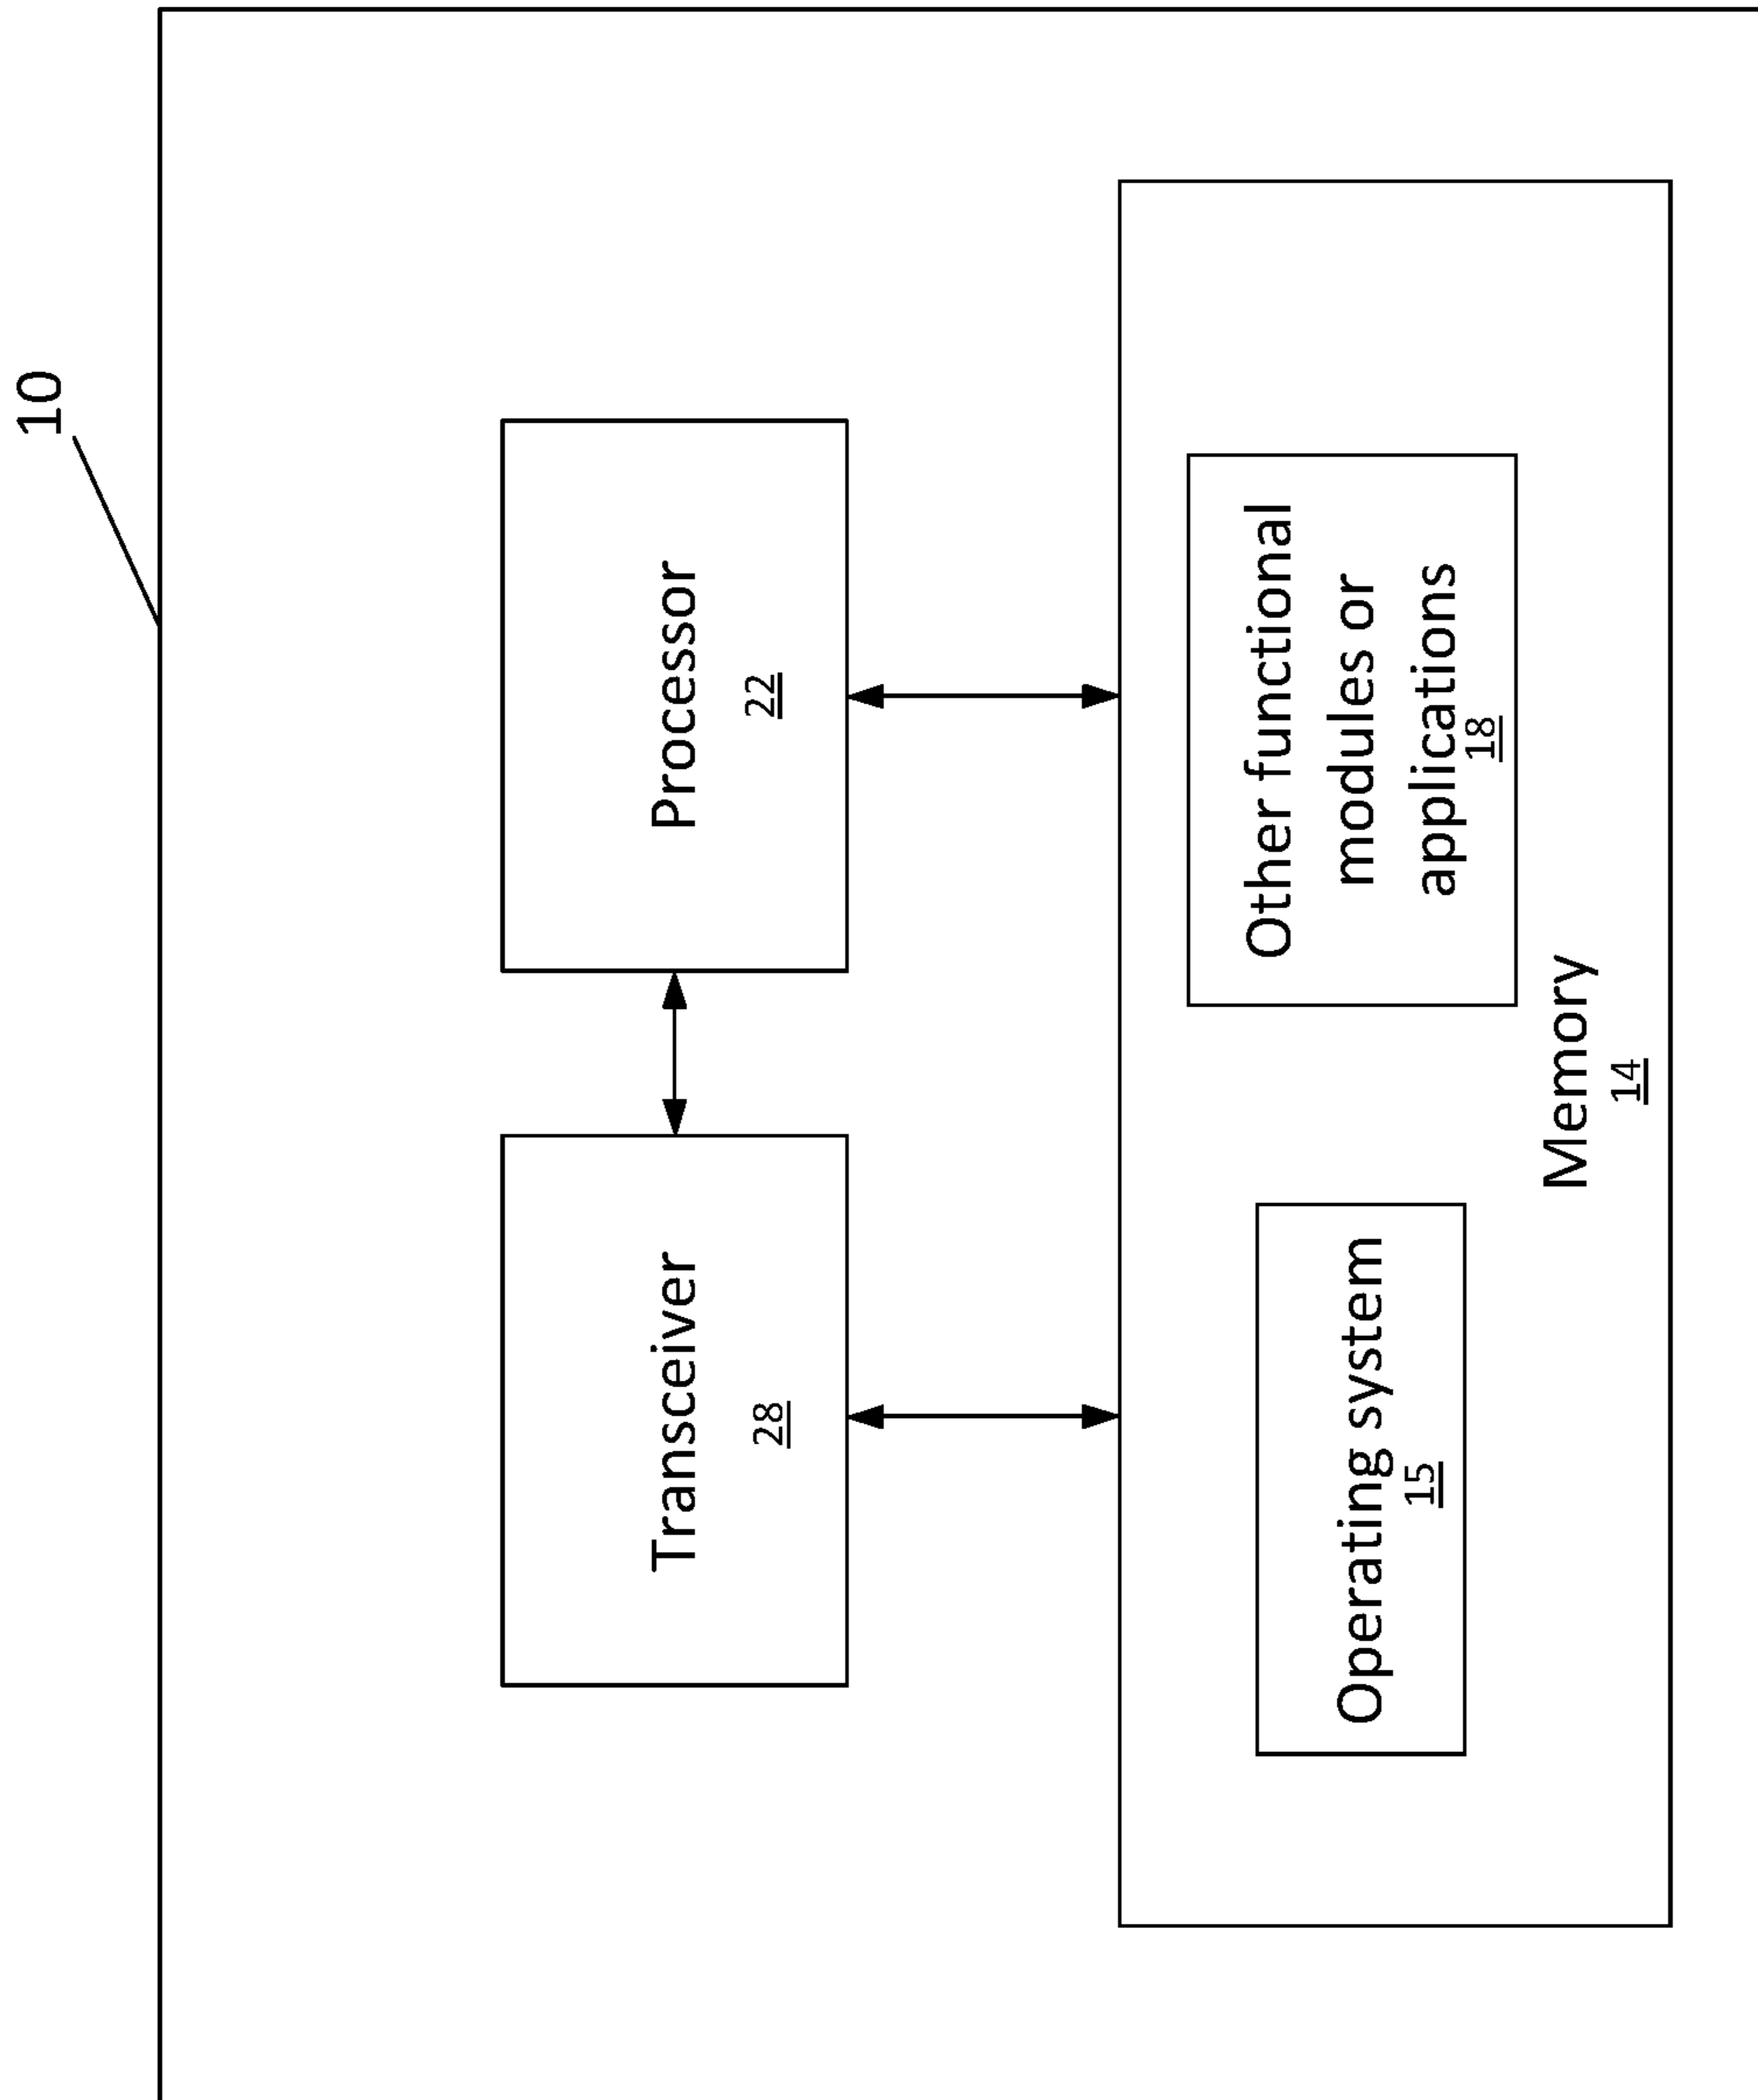 10
Transceiver
28
Processor
22
Operating system
15
Other functional
modules or
applications
18
Memory
14